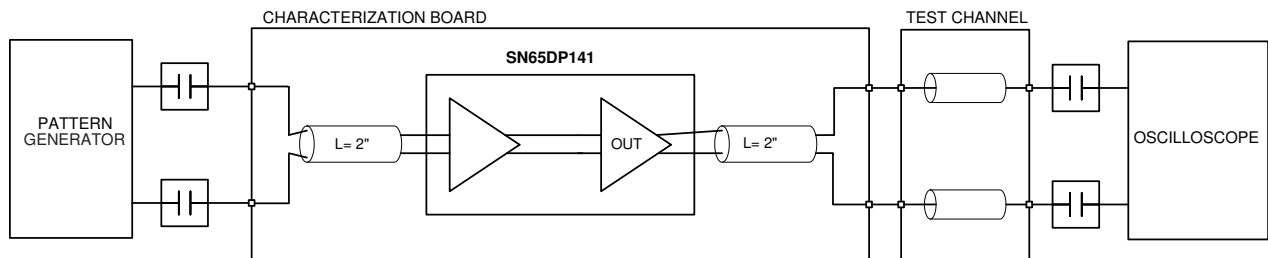 CHARACTERIZATION BOARD
TEST CHANNEL
SN65DP141
PATTERN
GENERATOR
L= 2"
OUT
L= 2"
OSCILLOSCOPE